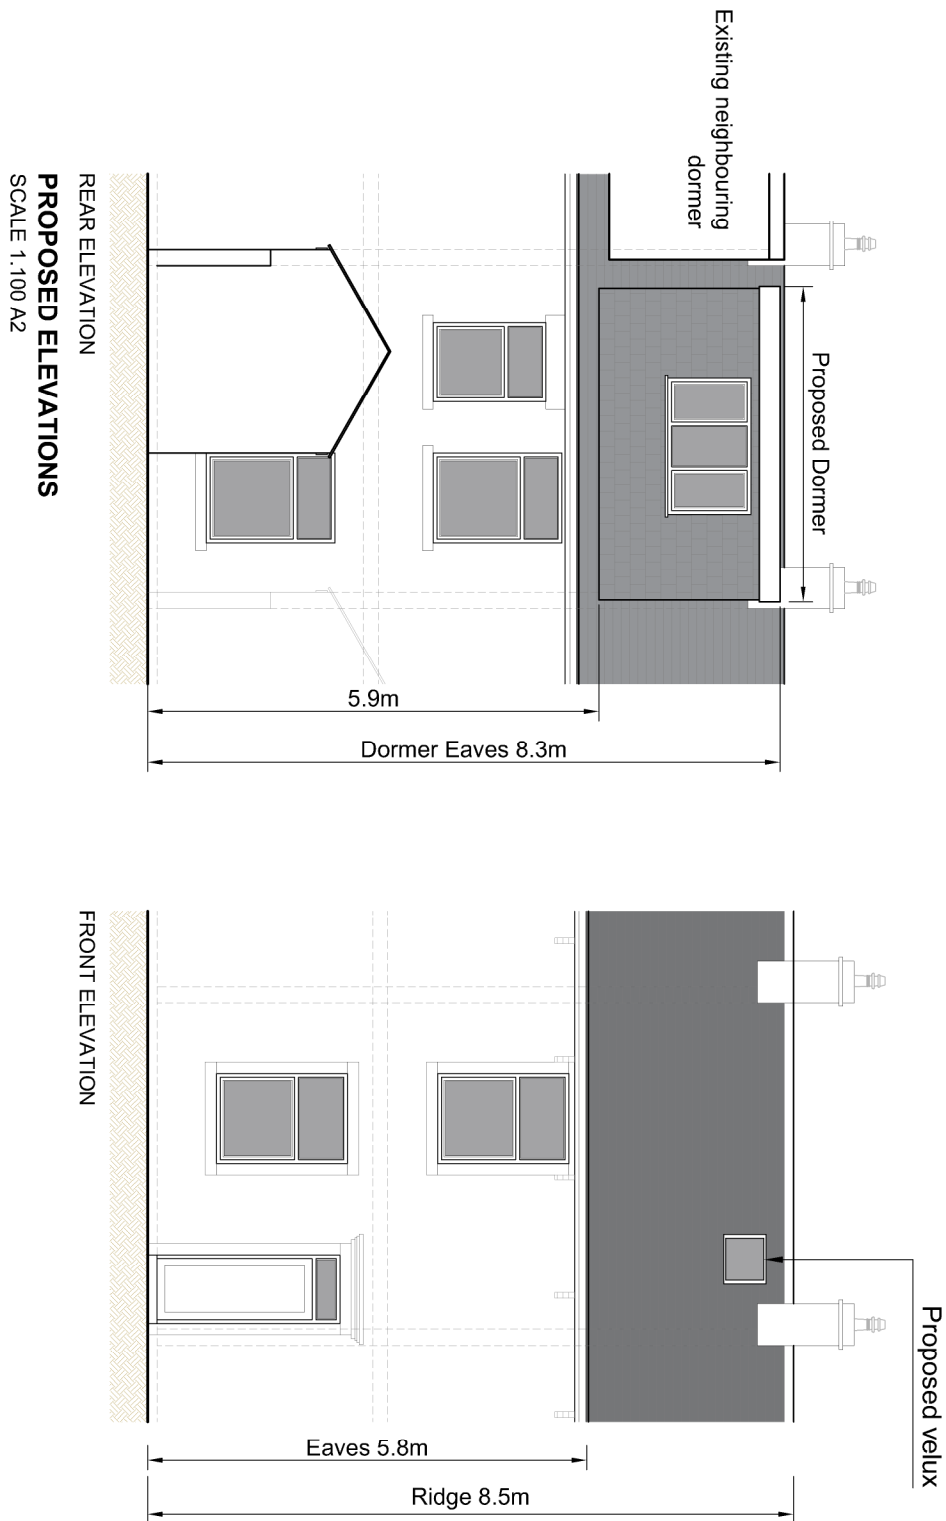 Existing neighbouring
dormer
Proposed Dormer
5.9m
Dormer Eaves 8.3m
REAR ELEVATION
PROPOSED ELEVATIONS
SCALE 1.100 A2
Proposed velux
Eaves 5.8m
Ridge 8.5m
FRONT ELEVATION